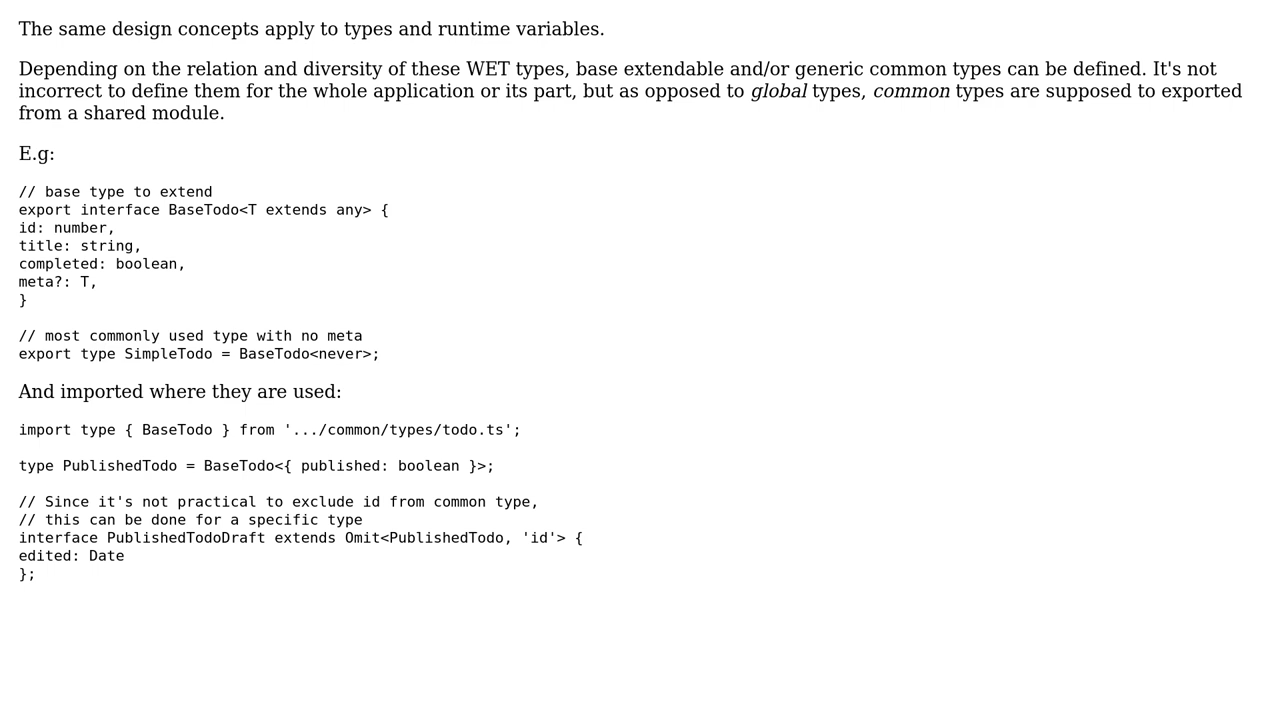 The same design concepts apply to types and runtime variables.
Depending on the relation and diversity of these WET types, base extendable and/or generic common types can be defined. It's not
incorrect to define them for the whole application or its part, but as opposed to global types, common types are supposed to exported
from a shared module.
E.g:
// base type to extend
export interface BaseTodo<T extends any> {
id: number,
title: string,
completed: boolean,
meta?: T,
}
// most commonly used type with no meta
export type SimpleTodo = BaseTodo<never>;
And imported where they are used:
import type { BaseTodo } from '.../common/types/todo.ts';
type PublishedTodo = BaseTodo<{ published: boolean }>;
// Since it's not practical to exclude id from common type,
// this can be done for a specific type
interface PublishedTodoDraft extends Omit<PublishedTodo, 'id'> {
edited: Date
};